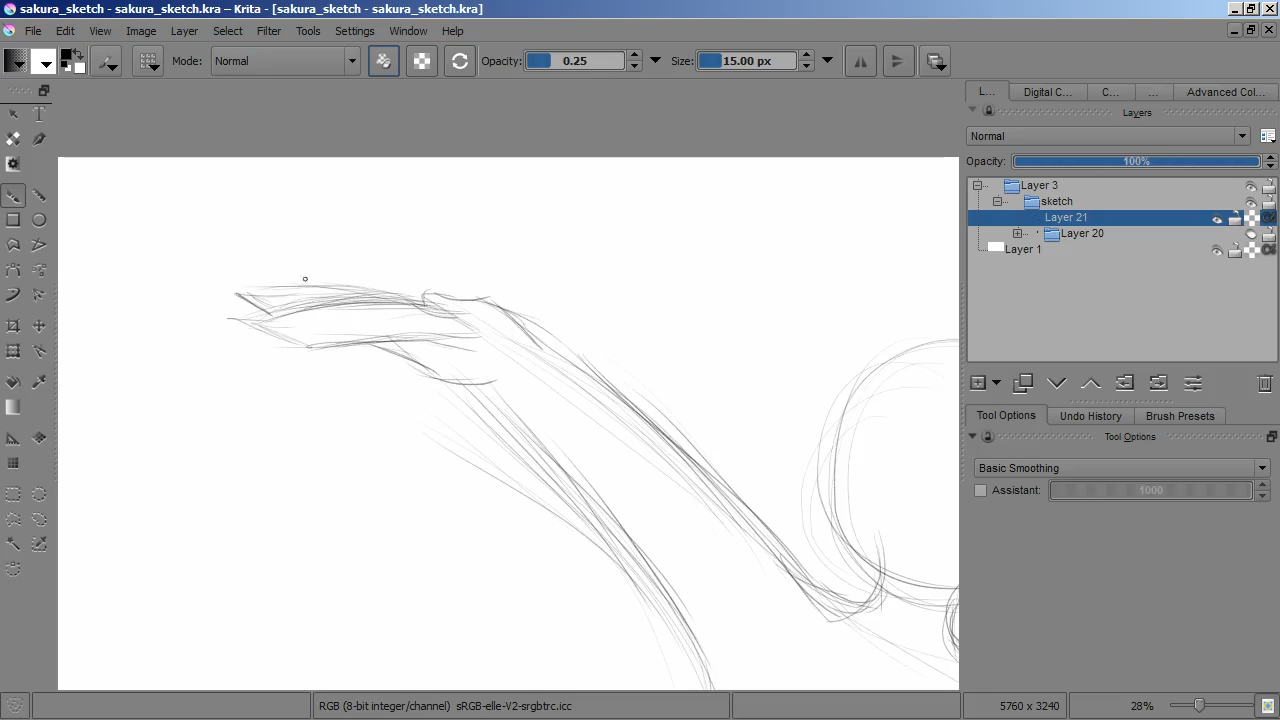 sakura_sketch - sakura_sketch.kra – Krita - [sakura_sketch - sakura_sketch.kra]
File Edit View Image Layer Select Filter Tools Settings Window Help
Mode: Normal Opacity: 0.25 Size: 15.00 px
L... Digital C... C... ... Advanced Col...
Layers
Normal
Opacity: 100%
Layer 3
sketch
Layer 21
Layer 20
Layer 1
Tool Options Undo History Brush Presets
Tool Options
Basic Smoothing
Assistant: 1000
RGB (8-bit integer/channel) sRGB-elle-V2-srgbtrc.icc 5760 x 3240 28%